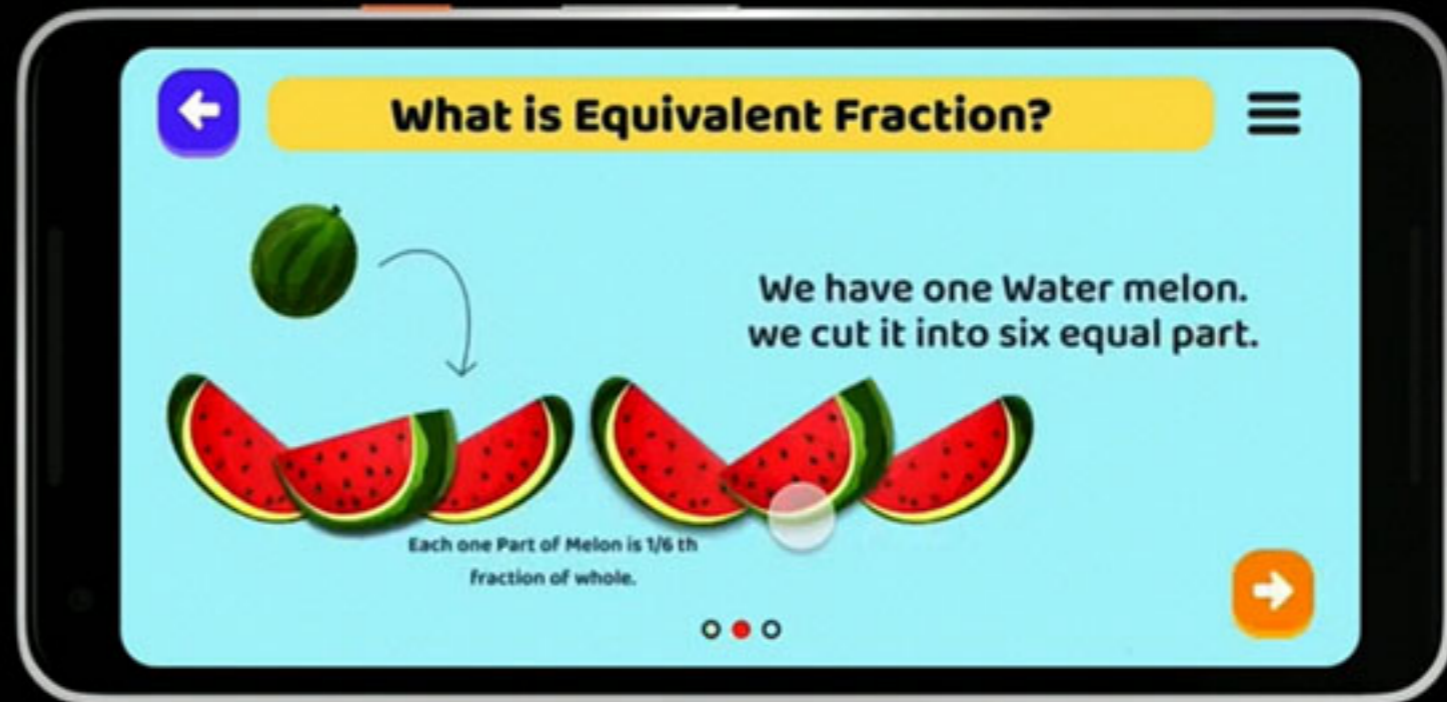 What is Equivalent Fraction?
We have one Water melon.
we cut it into six equal part.
Each one Part of Melon is 1/6 th
fraction of whole.